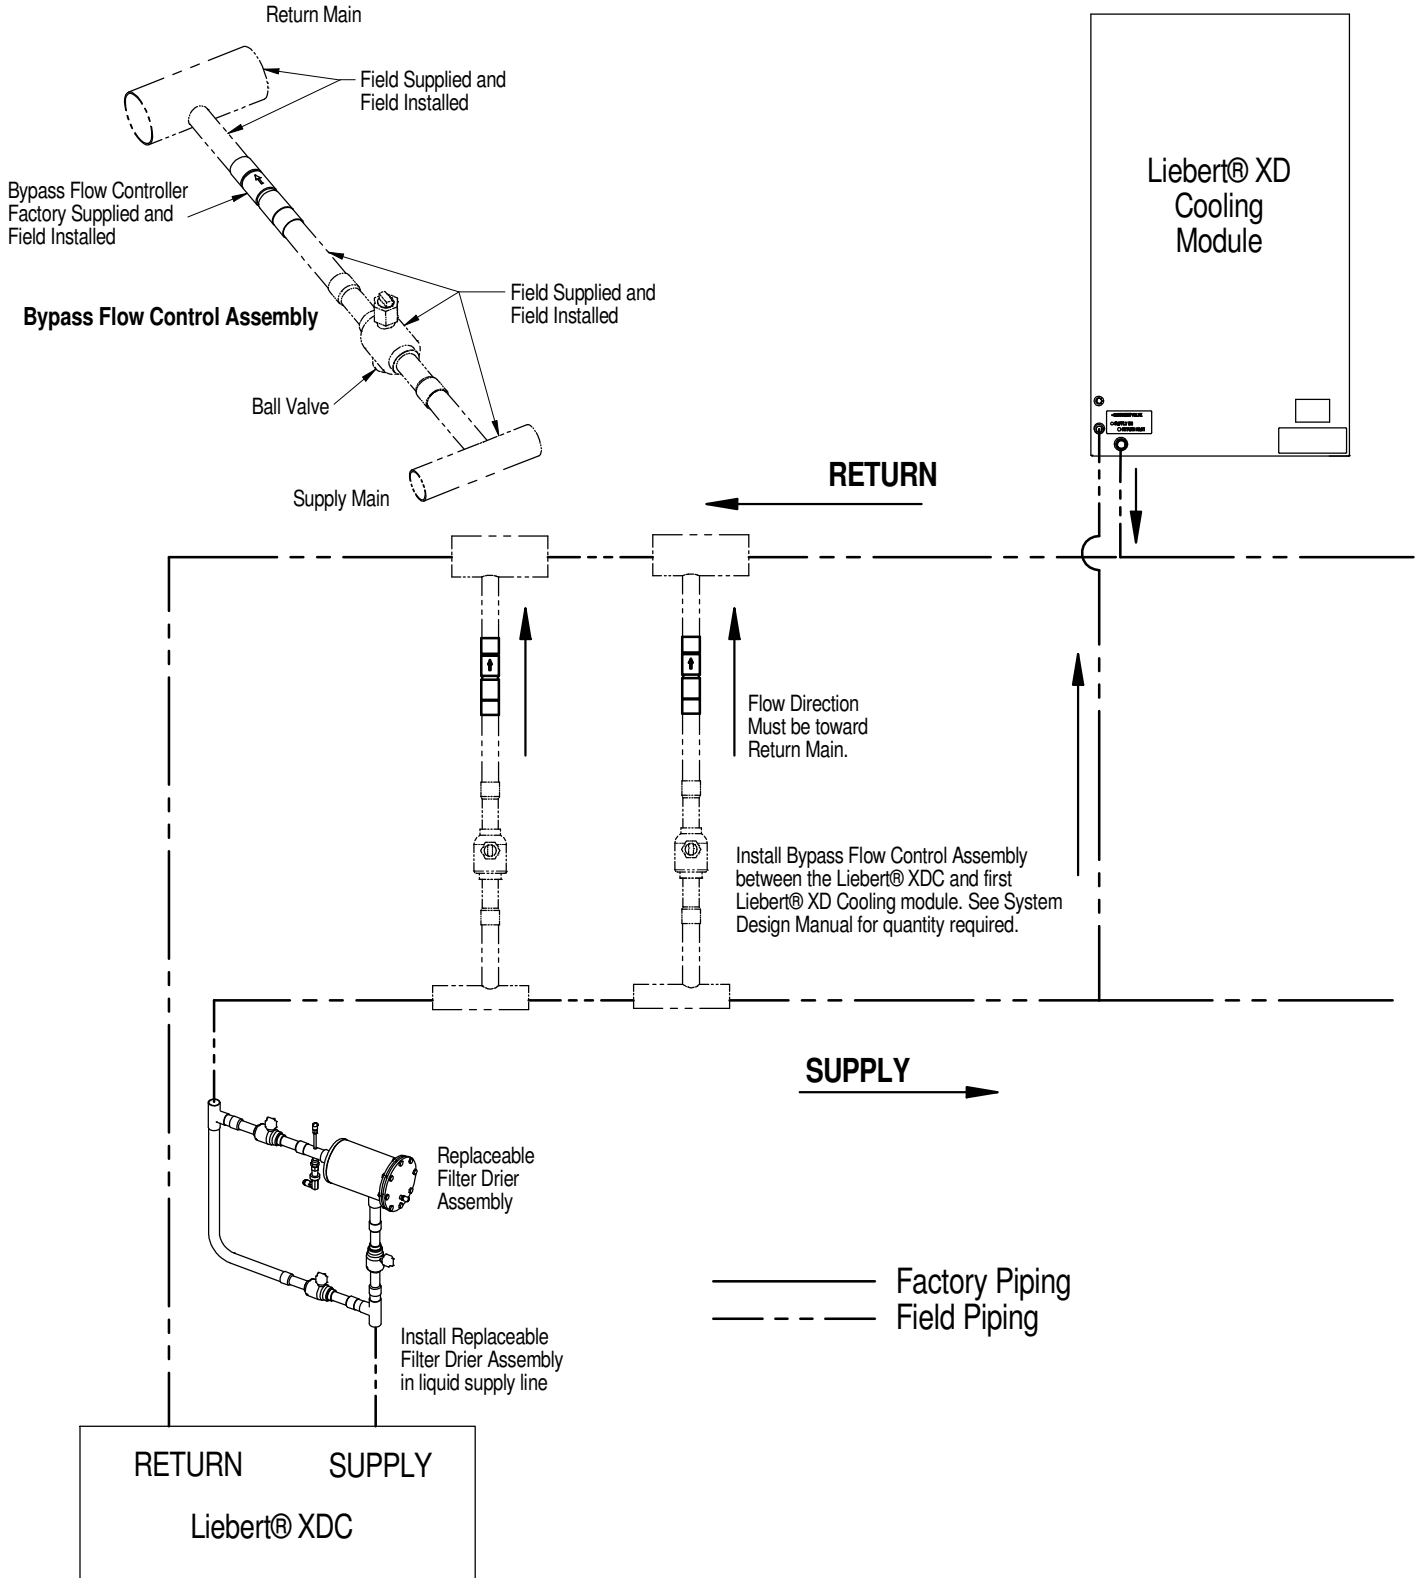 Return Main
Field Supplied and
Field Installed
Bypass Flow Controller
Factory Supplied and
Field Installed
Bypass Flow Control Assembly
Field Supplied and
Field Installed
Ball Valve
Supply Main
Liebert® XD
Cooling
Module
RETURN
Flow Direction
Must be toward
Return Main.
Install Bypass Flow Control Assembly
between the Liebert® XDC and first
Liebert® XD Cooling module. See System
Design Manual for quantity required.
SUPPLY
Replaceable
Filter Drier
Assembly
Factory Piping
Field Piping
Install Replaceable
Filter Drier Assembly
in liquid supply line
RETURN
SUPPLY
Liebert® XDC